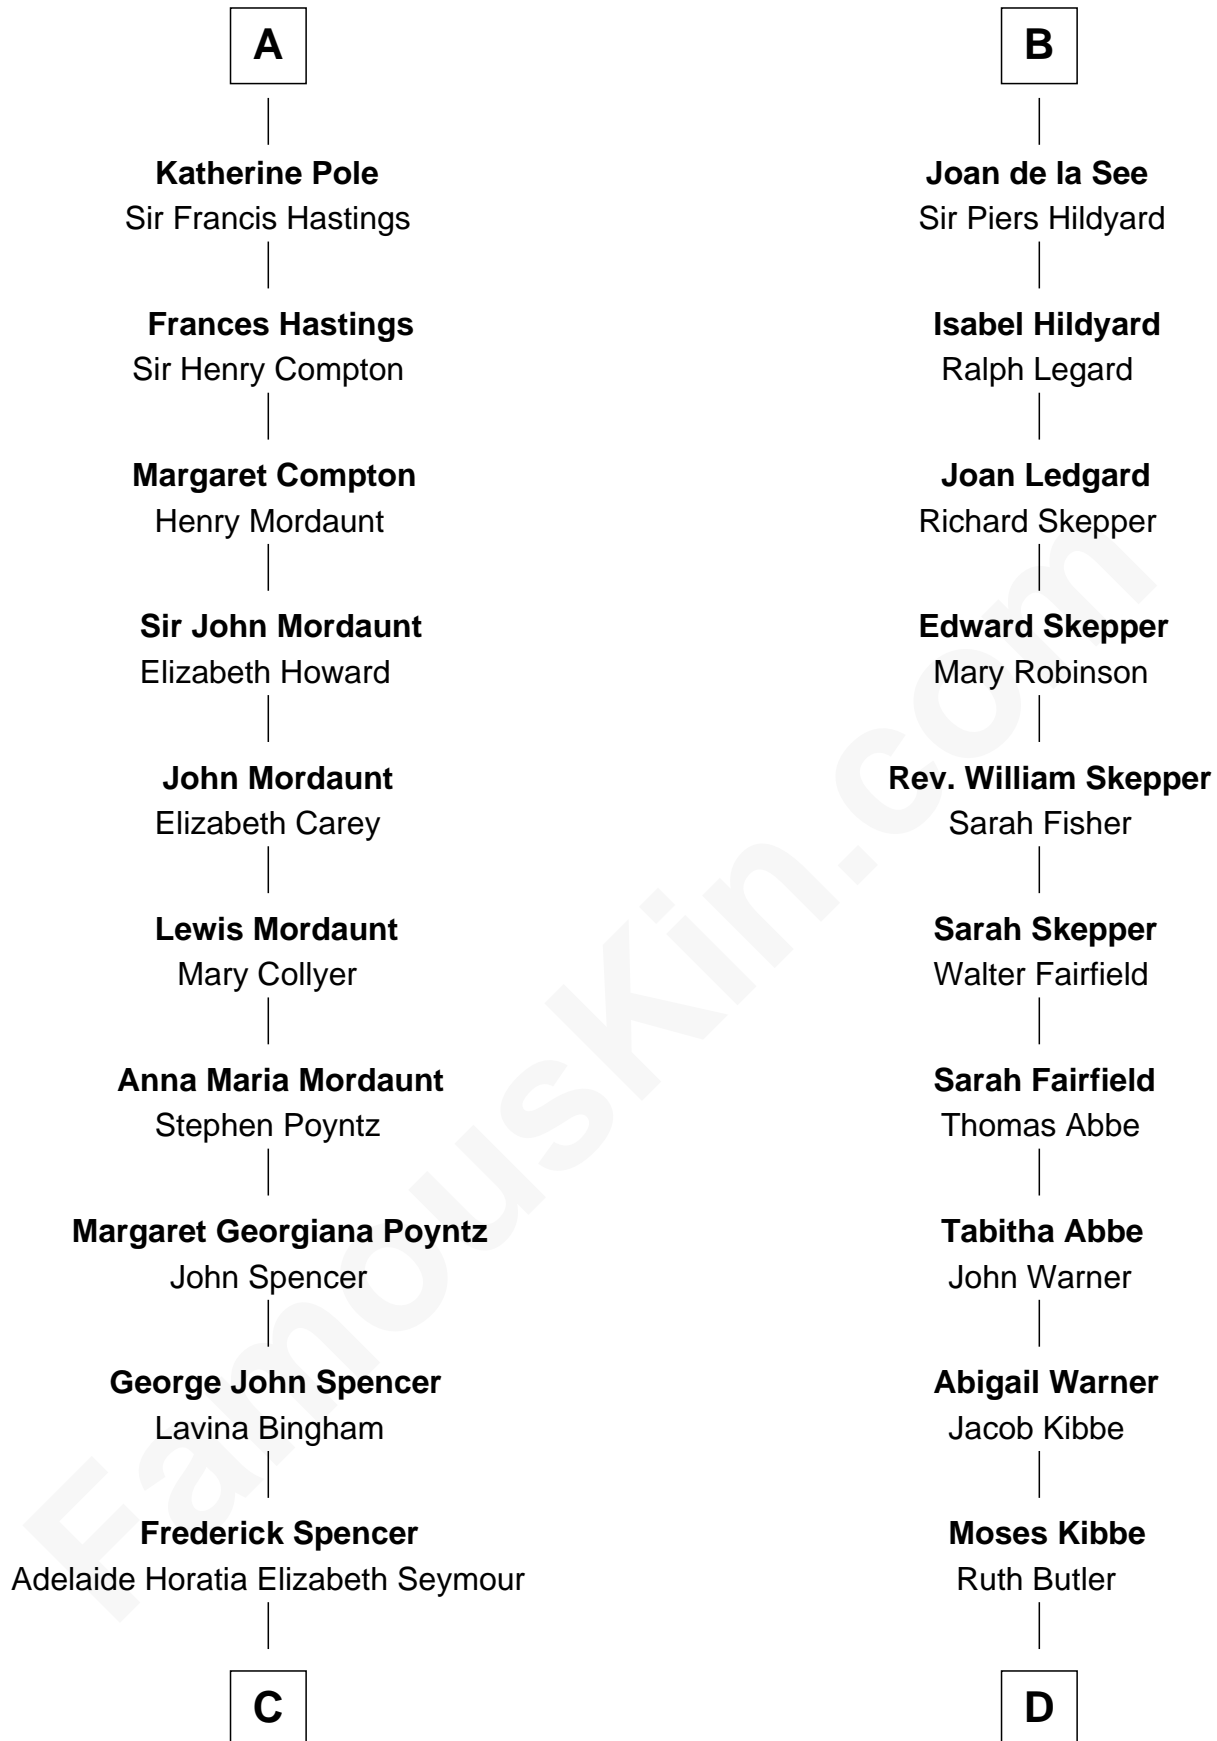 A
Katherine Pole
Sir Francis Hastings
Frances Hastings
Sir Henry Compton
Margaret Compton
Henry Mordaunt
Sir John Mordaunt
Elizabeth Howard
John Mordaunt
Elizabeth Carey
Lewis Mordaunt
Mary Collyer
Anna Maria Mordaunt
Stephen Poyntz
Margaret Georgiana Poyntz
John Spencer
George John Spencer
Lavina Bingham
Frederick Spencer
Adelaide Horatia Elizabeth Seymour
C
B
Joan de la See
Sir Piers Hildyard
Isabel Hildyard
Ralph Legard
Joan Ledgard
Richard Skepper
Edward Skepper
Mary Robinson
Rev. William Skepper
Sarah Fisher
Sarah Skepper
Walter Fairfield
Sarah Fairfield
Thomas Abbe
Tabitha Abbe
John Warner
Abigail Warner
Jacob Kibbe
Moses Kibbe
Ruth Butler
D
FamousKin.com